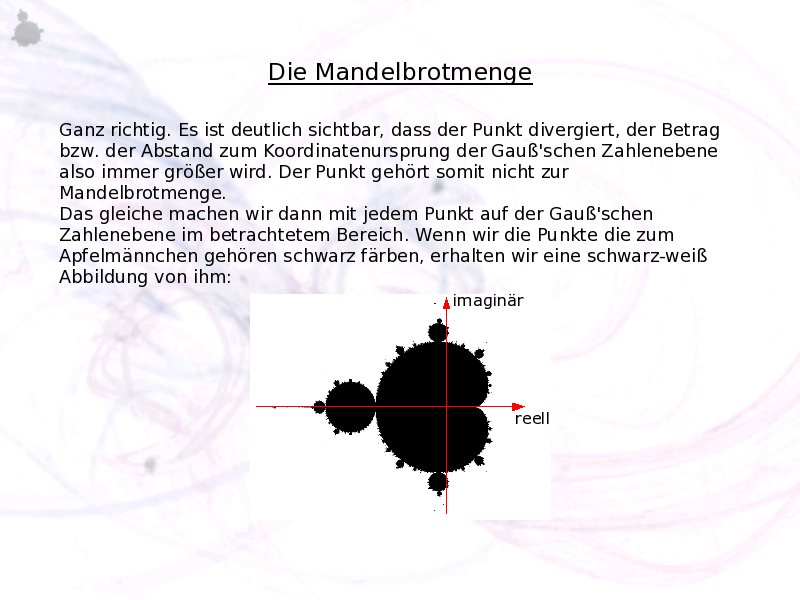 Die Mandelbrotmenge
Ganz richtig. Es ist deutlich sichtbar, dass der Punkt divergiert, der Betrag
bzw. der Abstand zum Koordinatenursprung der Gauß'schen Zahlenebene
also immer größer wird. Der Punkt gehört somit nicht zur
Mandelbrotmenge.
Das gleiche machen wir dann mit jedem Punkt auf der Gauß'schen
Zahlenebene im betrachtetem Bereich. Wenn wir die Punkte die zum
Apfelmännchen gehören schwarz färben, erhalten wir eine schwarz-weiß
Abbildung von ihm:
imaginär
reell